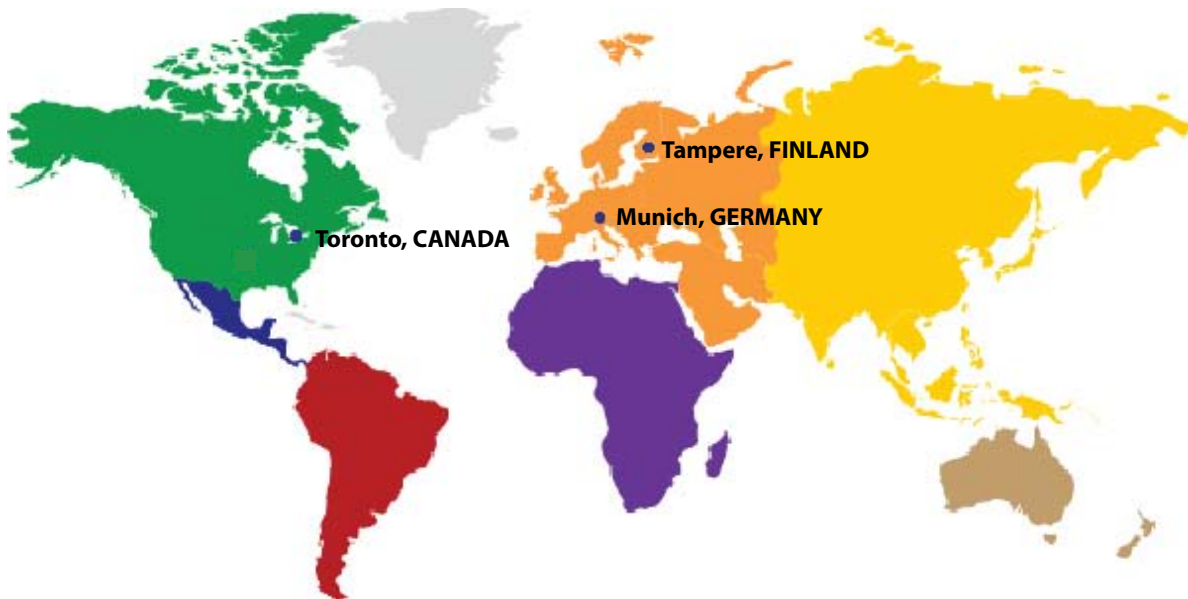 Tampere, FINLAND
Munich, GERMANY
Toronto, CANADA